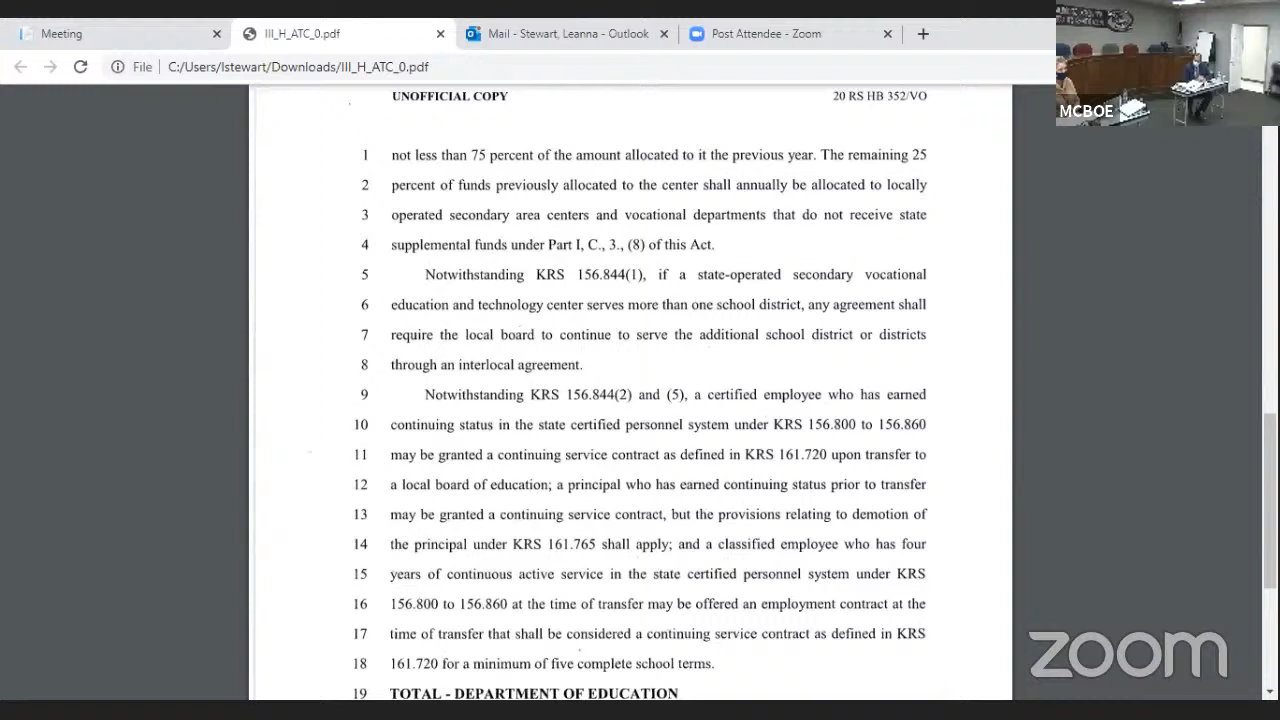 Meeting
III_H_ATC_0.pdf
Mail - Stewart, Leanna - Outlook
Post Attendee - Zoom
File
C:/Users/lstewart/Downloads/III_H_ATC_0.pdf
MCBOE
UNOFFICIAL COPY 20 RS HB 352/VO
1 not less than 75 percent of the amount allocated to it the previous year. The remaining 25
2 percent of funds previously allocated to the center shall annually be allocated to locally
3 operated secondary area centers and vocational departments that do not receive state
4 supplemental funds under Part I, C., 3., (8) of this Act.
5 Notwithstanding KRS 156.844(1), if a state-operated secondary vocational
6 education and technology center serves more than one school district, any agreement shall
7 require the local board to continue to serve the additional school district or districts
8 through an interlocal agreement.
9 Notwithstanding KRS 156.844(2) and (5), a certified employee who has earned
10 continuing status in the state certified personnel system under KRS 156.800 to 156.860
11 may be granted a continuing service contract as defined in KRS 161.720 upon transfer to
12 a local board of education; a principal who has earned continuing status prior to transfer
13 may be granted a continuing service contract, but the provisions relating to demotion of
14 the principal under KRS 161.765 shall apply; and a classified employee who has four
15 years of continuous active service in the state certified personnel system under KRS
16 156.800 to 156.860 at the time of transfer may be offered an employment contract at the
17 time of transfer that shall be considered a continuing service contract as defined in KRS
18 161.720 for a minimum of five complete school terms.
19 TOTAL - DEPARTMENT OF EDUCATION
zoom